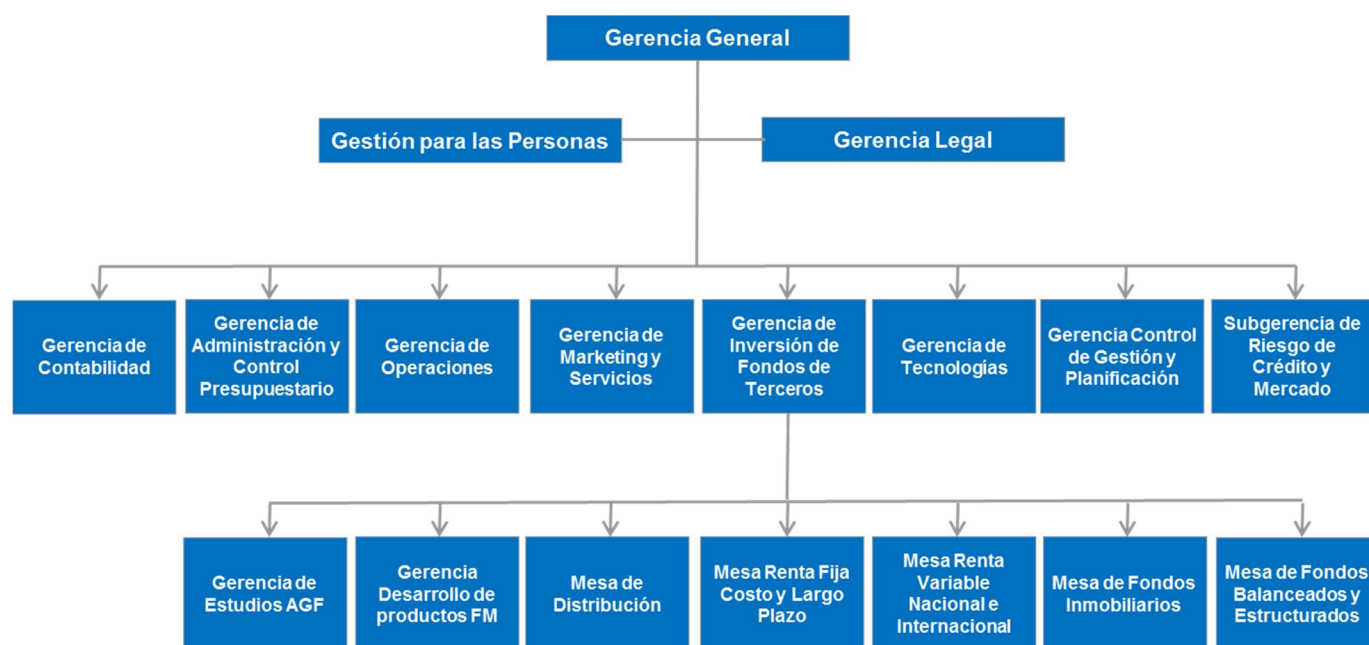 Gerencia General
Gestión para las Personas
Gerencia Legal
Gerencia de
Contabilidad
Gerencia de
Administración y
Control
Presupuestario
Gerencia de
Operaciones
Gerencia de
Marketing y
Servicios
Gerencia de
Inversión de
Fondos de
Terceros
Gerencia de
Tecnologías
Gerencia Control
de Gestión y
Planificación
Subgerencia de
Riesgo de
Crédito y
Mercado
Gerencia de
Estudios AGF
Gerencia
Desarrollo de
productos FM
Mesa de
Distribución
Mesa Renta Fija
Costo y Largo
Plazo
Mesa Renta
Variable
Nacional e
Internacional
Mesa de Fondos
Inmobiliarios
Mesa de Fondos
Balanceados y
Estructurados